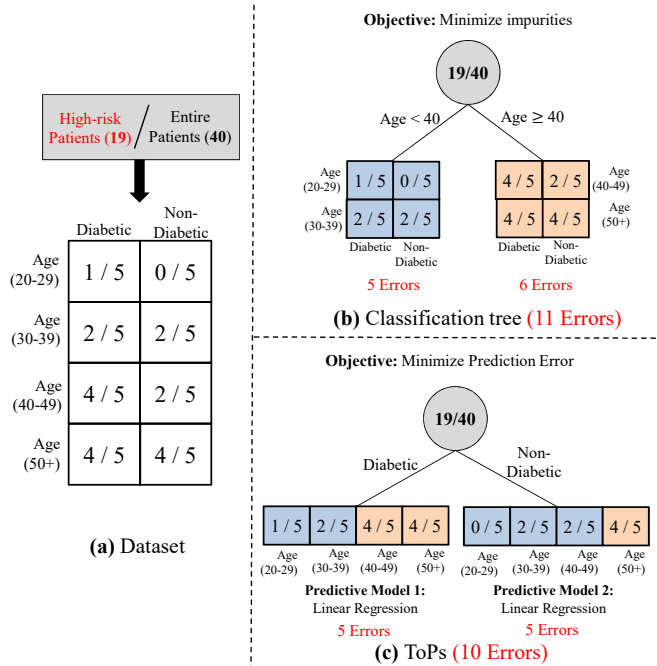 High-risk
Patients (19)
/
Entire
Patients (40)
Diabetic
Non-
Diabetic
Age
(20-29)
1 / 5
0 / 5
Age
(30-39)
2 / 5
2 / 5
Age
(40-49)
4 / 5
2 / 5
Age
(50+)
4 / 5
4 / 5
(a) Dataset
Objective: Minimize impurities
19/40
Age < 40
Age ≥ 40
Age
(20-29)
1 / 5
0 / 5
Age
(30-39)
2 / 5
2 / 5
Diabetic
Non-
Diabetic
5 Errors
4 / 5
2 / 5
Age
(40-49)
4 / 5
4 / 5
Age
(50+)
Diabetic
Non-
Diabetic
6 Errors
(b) Classification tree (11 Errors)
Objective: Minimize Prediction Error
19/40
Diabetic
Non-
Diabetic
1 / 5
2 / 5
4 / 5
4 / 5
Age
(20-29)
Age
(30-39)
Age
(40-49)
Age
(50+)
Predictive Model 1:
Linear Regression
5 Errors
0 / 5
2 / 5
2 / 5
4 / 5
Age
(20-29)
Age
(30-39)
Age
(40-49)
Age
(50+)
Predictive Model 2:
Linear Regression
5 Errors
(c) ToPs (10 Errors)